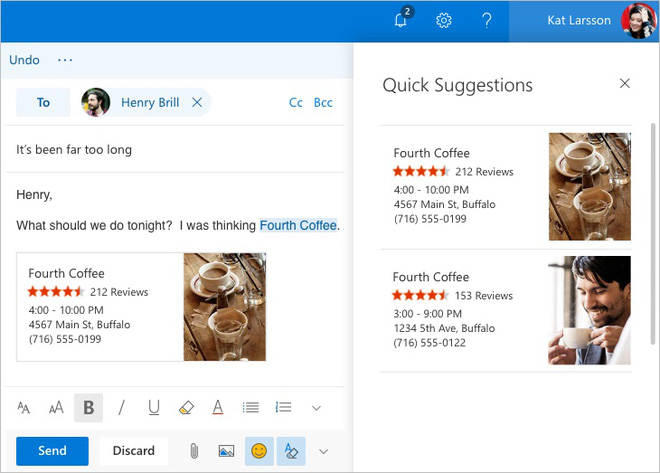 2
?
Kat Larsson
Undo
···
To
Henry Brill
Cc
Bcc
It's been far too long
Henry,
What should we do tonight?  I was thinking Fourth Coffee.
Fourth Coffee
212 Reviews
4:00 - 10:00 PM
4567 Main St, Buffalo
(716) 555-0199
AA
AA
B
I
U
A
Send
Discard
A
Quick Suggestions
Fourth Coffee
212 Reviews
4:00 - 10:00 PM
4567 Main St, Buffalo
(716) 555-0199
Fourth Coffee
153 Reviews
3:00 - 9:00 PM
1234 5th Ave, Buffalo
(716) 555-0122